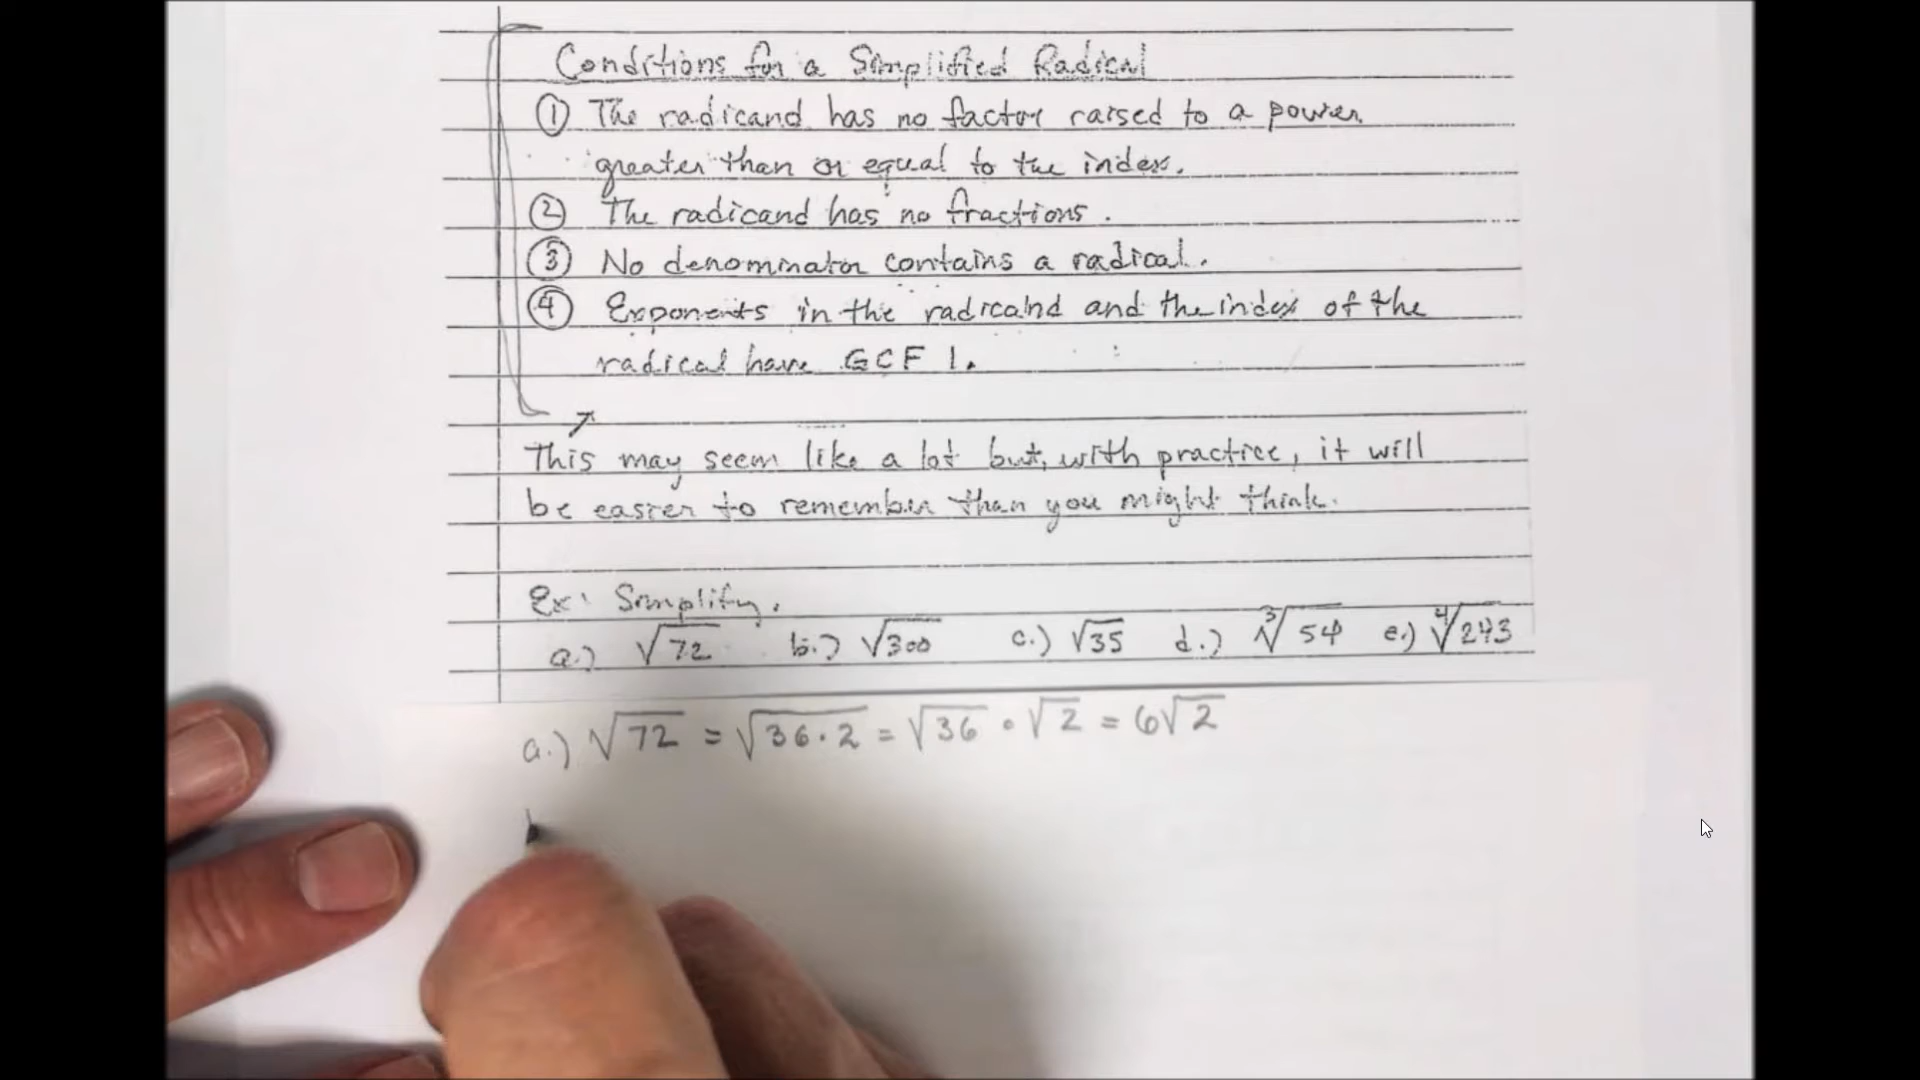 Conditions for a Simplified Radical
① The radicand has no factor raised to a power
greater than or equal to the index.
② The radicand has no fractions.
③ No denominator contains a radical.
④ Exponents in the radicand and the index of the
radical have GCF 1.
This may seem like a lot but, with practice, it will
be easier to remember than you might think.
Ex: Simplify.
a.) √72 b.) √300 c.) √35 d.) ∛54 e.) ∜243
a.) √72 = √36·2 = √36 · √2 = 6√2